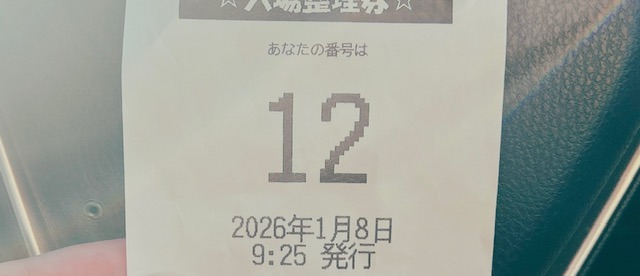 ☆入場整理券☆
あなたの番号は
12
2026年1月8日
9:25 発行